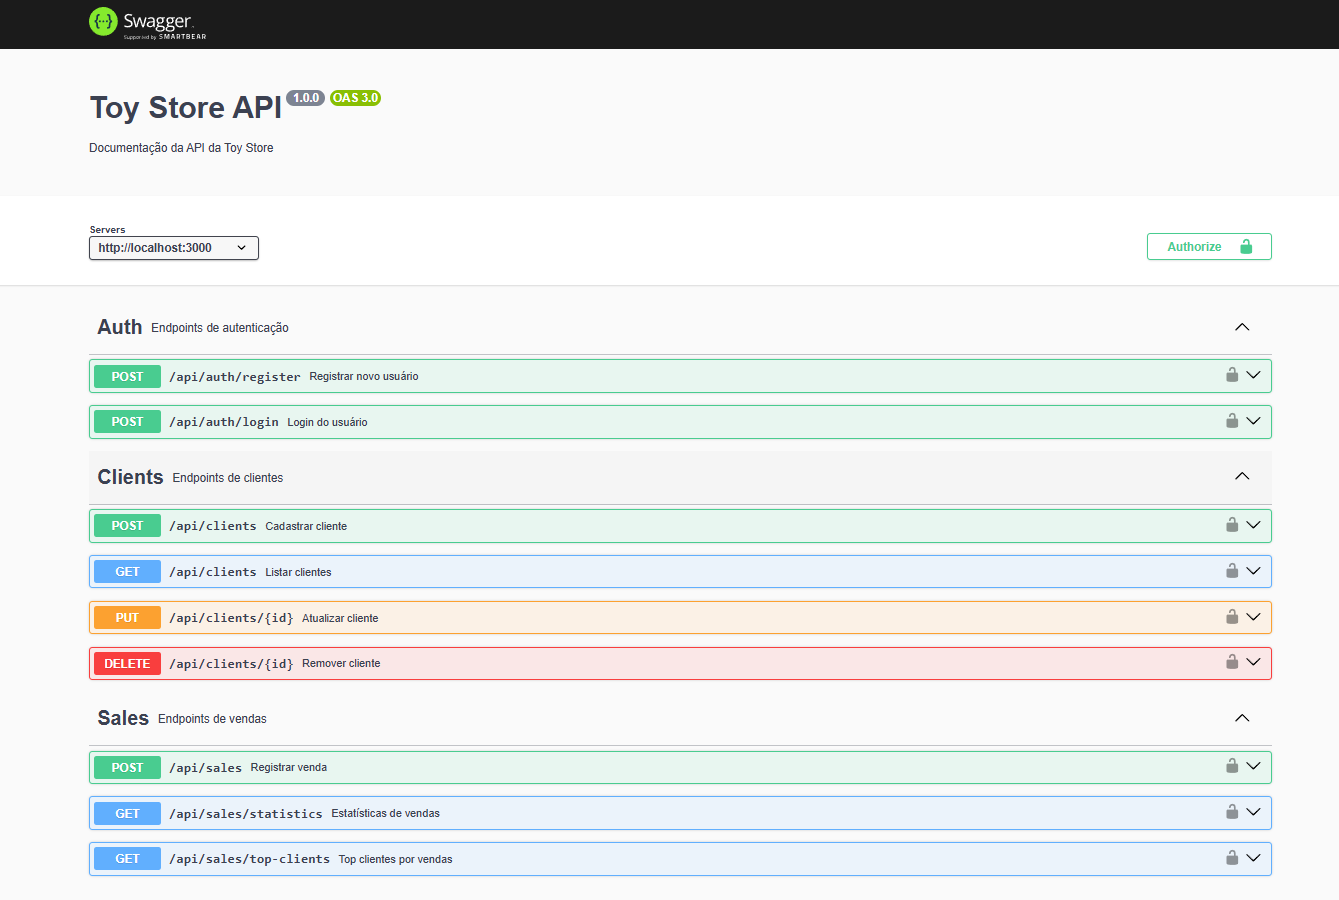 {···} Swagger.
Supported by SMARTBEAR
Toy Store API 1.0.0 OAS 3.0
Documentação da API da Toy Store
Servers
http://localhost:3000
Authorize
Auth Endpoints de autenticação
POST /api/auth/register Registrar novo usuário
POST /api/auth/login Login do usuário
Clients Endpoints de clientes
POST /api/clients Cadastrar cliente
GET /api/clients Listar clientes
PUT /api/clients/{id} Atualizar cliente
DELETE /api/clients/{id} Remover cliente
Sales Endpoints de vendas
POST /api/sales Registrar venda
GET /api/sales/statistics Estatísticas de vendas
GET /api/sales/top-clients Top clientes por vendas